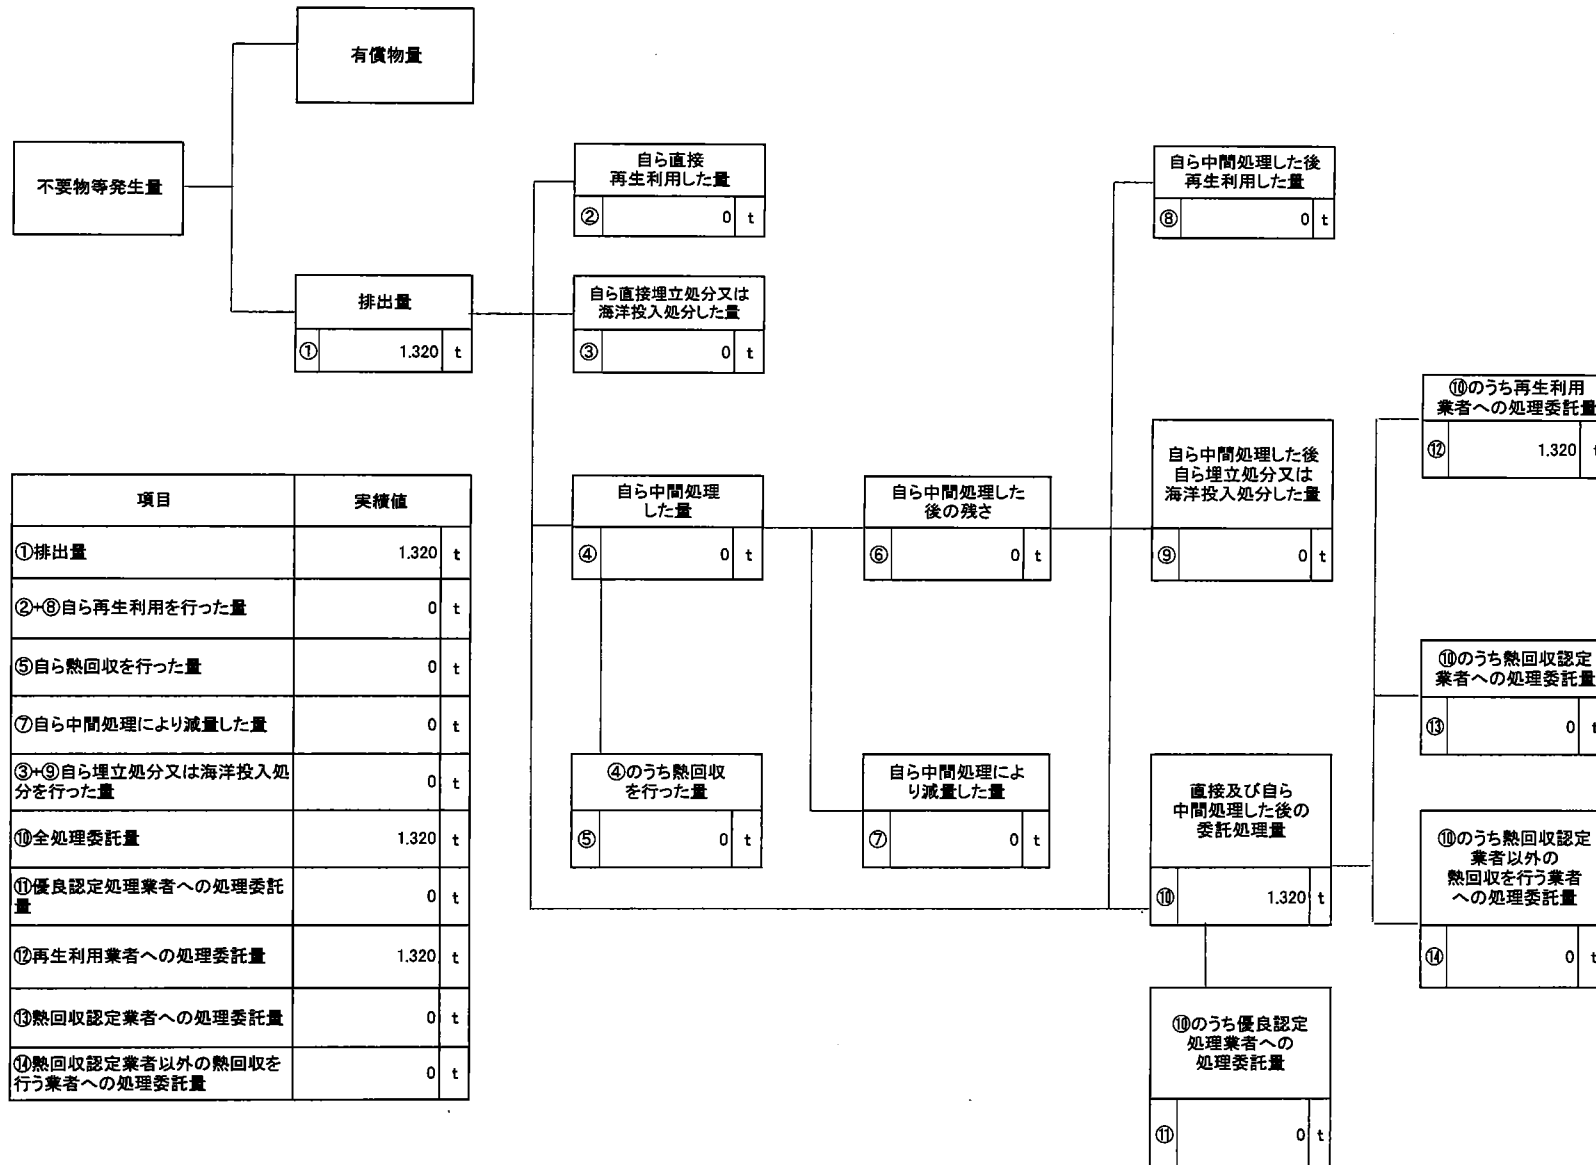 有償物量
不要物等発生量
自ら直接
再生利用した量
② 0 t
自ら中間処理した後
再生利用した量
⑧ 0 t
排出量
① 1.320 t
自ら直接埋立処分又は
海洋投入処分した量
③ 0 t
⑩のうち再生利用
業者への処理委託量
⑫ 1.320
自ら中間処理
した量
④ 0 t
自ら中間処理した
後の残さ
⑥ 0 t
自ら中間処理した後
自ら埋立処分又は
海洋投入処分した量
⑨ 0 t
⑩のうち熱回収認定
業者への処理委託量
⑬ 0 t
④のうち熱回収
を行った量
⑤ 0 t
自ら中間処理によ
り減量した量
⑦ 0 t
直接及び自ら
中間処理した後の
委託処理量
⑩ 1.320 t
⑩のうち熱回収認定
業者以外の
熱回収を行う業者
への処理委託量
⑭ 0 t
⑩のうち優良認定
処理業者への
処理委託量
⑪ 0 t
項目 実績値
①排出量 1.320 t
②+⑧自ら再生利用を行った量 0 t
⑤自ら熱回収を行った量 0 t
⑦自ら中間処理により減量した量 0 t
③+⑨自ら埋立処分又は海洋投入処
分を行った量 0 t
⑩全処理委託量 1.320 t
⑪優良認定処理業者への処理委託
量 0 t
⑫再生利用業者への処理委託量 1.320 t
⑬熱回収認定業者への処理委託量 0 t
⑭熱回収認定業者以外の熱回収を
行う業者への処理委託量 0 t